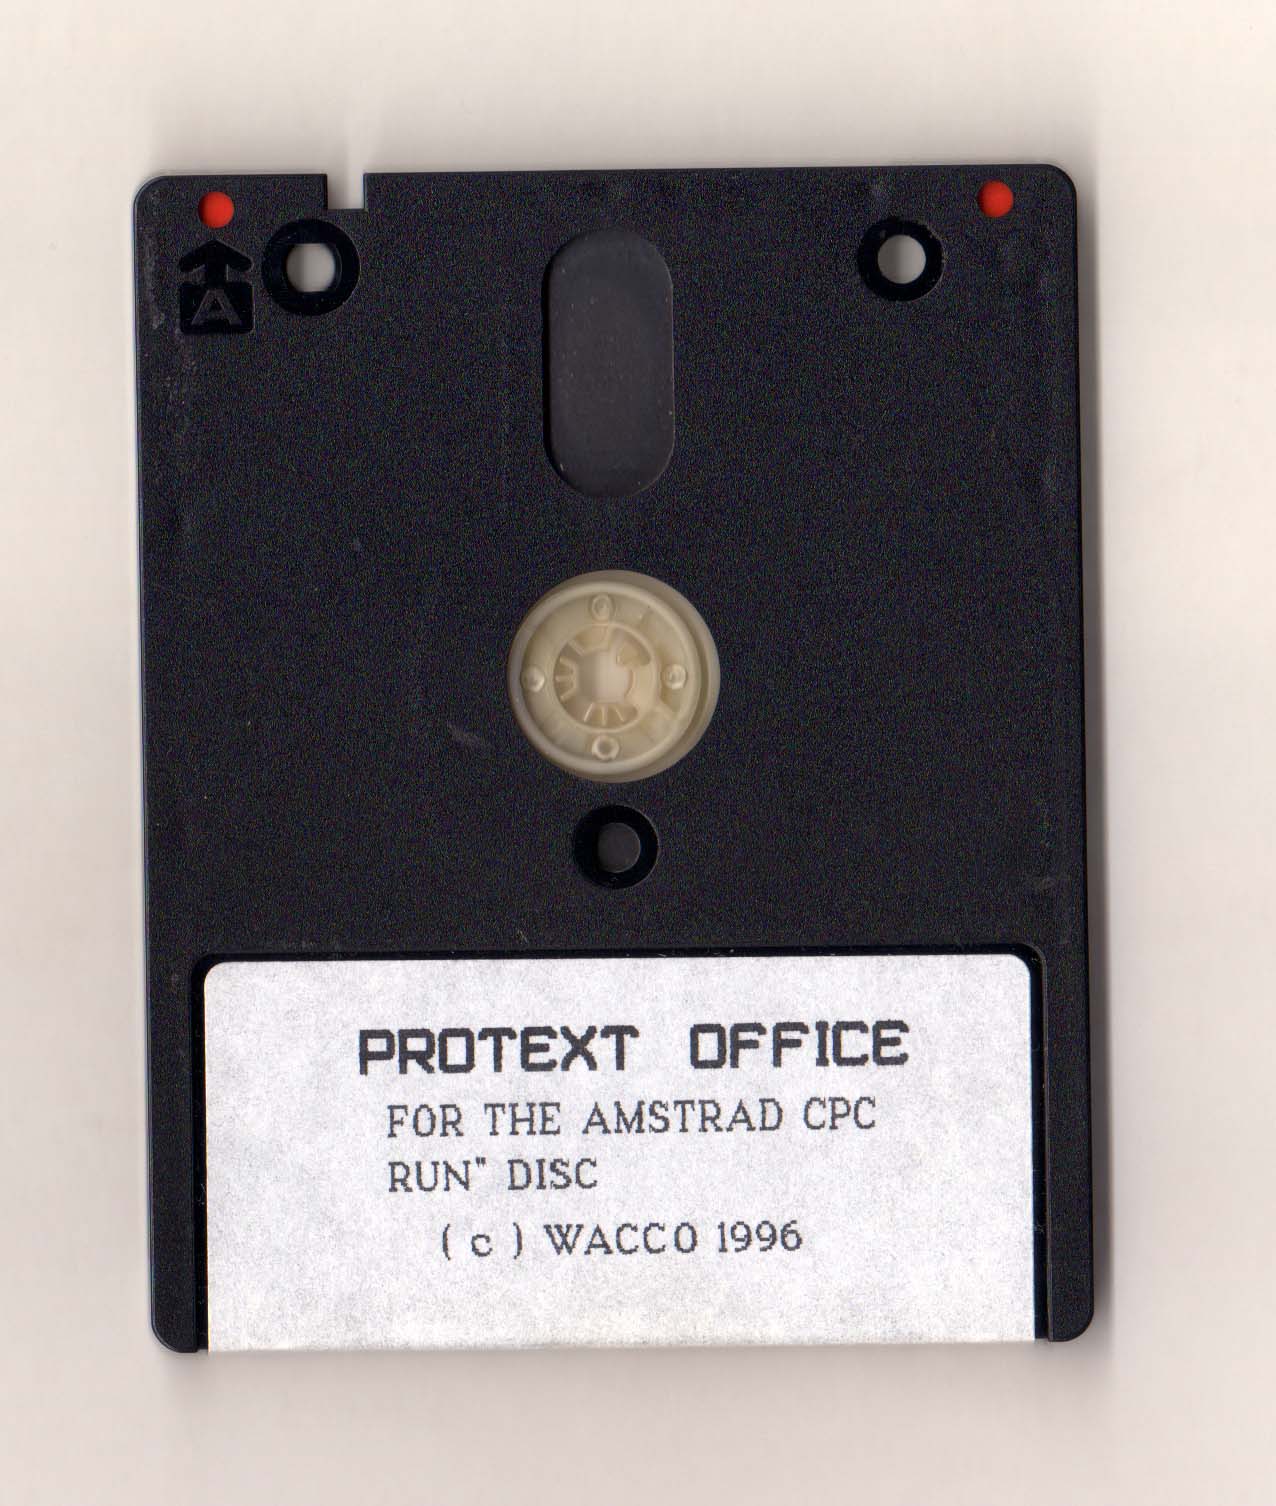 A
PROTEXT OFFICE
FOR THE AMSTRAD CPC
RUN" DISC
( c ) WACCO 1996